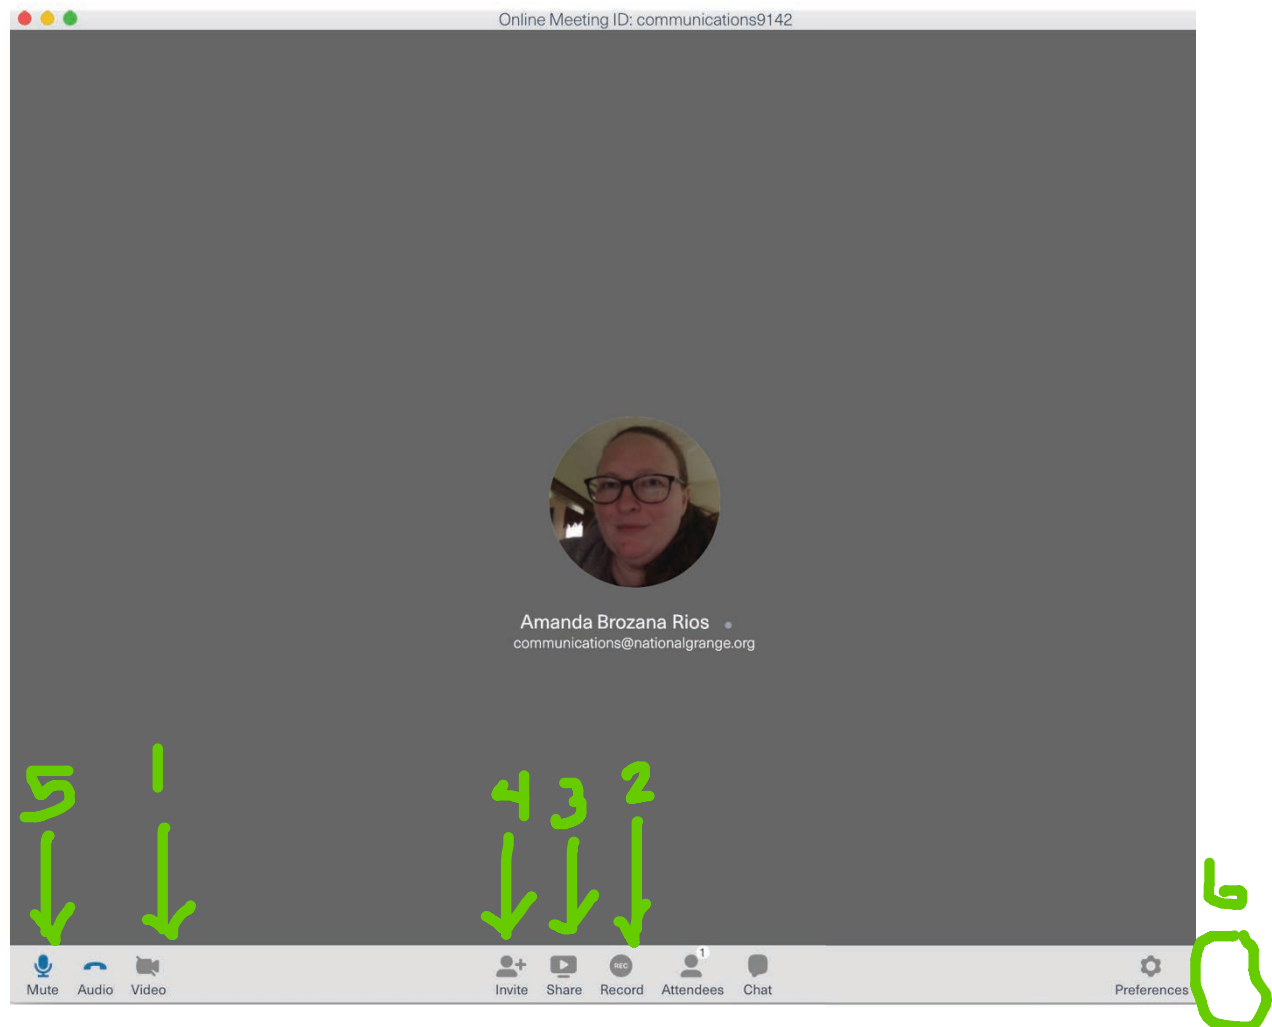 Online Meeting ID: communications9142
Amanda Brozana Rios
communications@nationalgrange.org
5 1 4 3 2
6
1
REC
Mute Audio Video Invite Share Record Attendees Chat Preferences